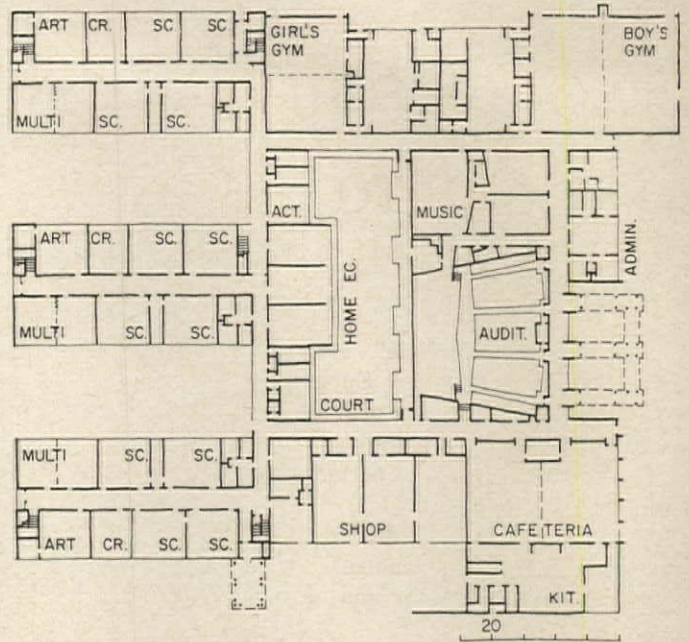 ART CR. SC. SC
GIRL'S
GYM
BOY'S
GYM
MULTI SC. SC.
ACT.
MUSIC
ADMIN.
ART CR. SC. SC.
HOME EC.
MULTI SC. SC.
AUDIT.
COURT
MULTI SC. SC.
SHOP
CAFETERIA
ART CR. SC. SC.
KIT.
20